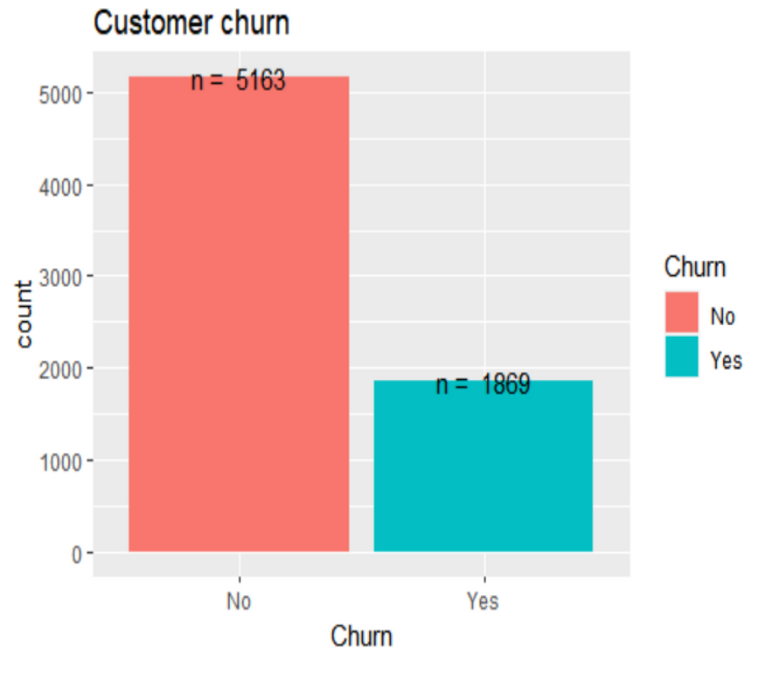 Customer churn
5000
4000
3000
2000
1000
0
count
n = 5163
n = 1869
No
Yes
Churn
Churn
No
Yes